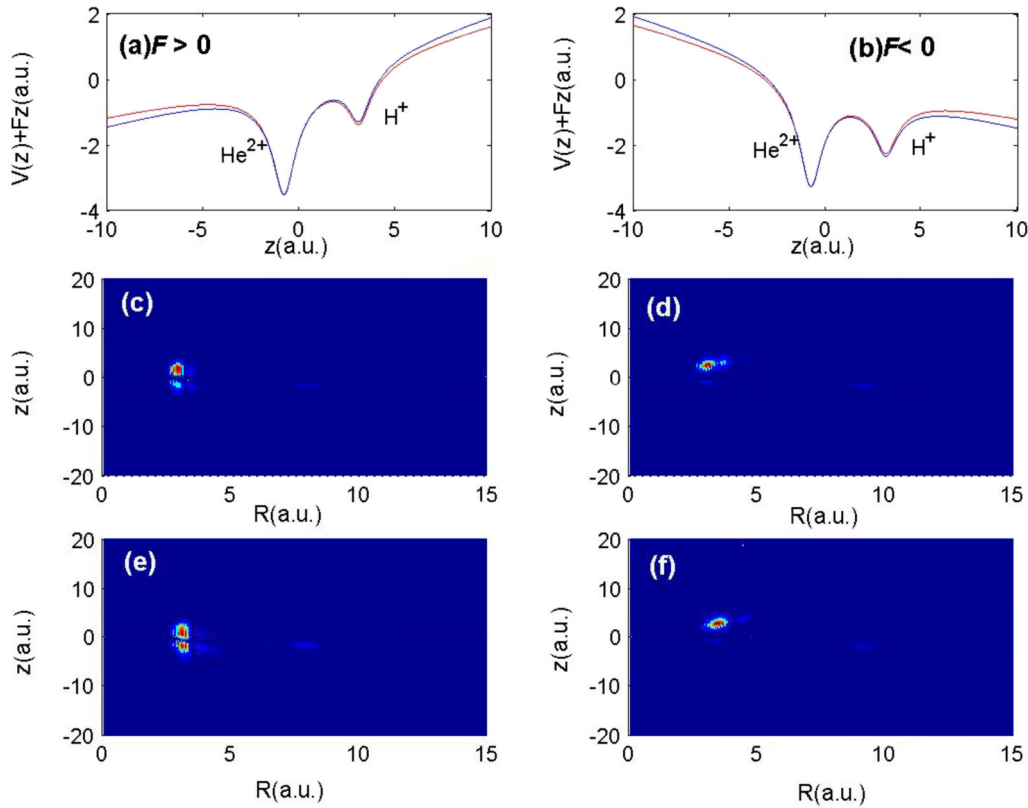 (a)F > 0
(b)F< 0
V(z)+Fz(a.u.)
2
0
-2
-4
He2+
H+
-10 -5 0 5 10
z(a.u.)
V(z)+Fz(a.u.)
2
0
-2
-4
He2+
H+
-10 -5 0 5 10
z(a.u.)
(c)
z(a.u.)
20
10
0
-10
-20
0 5 10 15
R(a.u.)
(d)
z(a.u.)
20
10
0
-10
-20
0 5 10 15
R(a.u.)
(e)
z(a.u.)
20
10
0
-10
-20
0 5 10 15
R(a.u.)
(f)
z(a.u.)
20
10
0
-10
-20
0 5 10 15
R(a.u.)